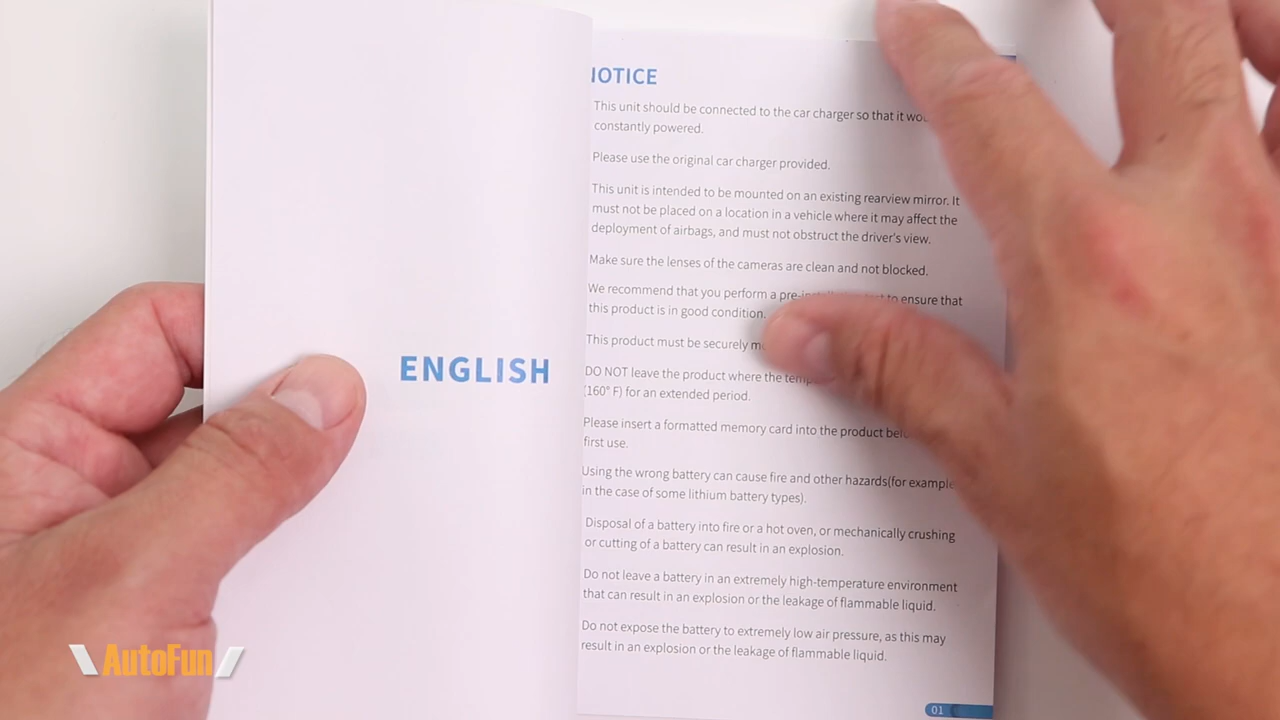 ENGLISH
NOTICE
This unit should be connected to the car charger so that it
constantly powered.
Please use the original car charger provided.
This unit is intended to be mounted on an existing rearview mirror. It
must not be placed on a location in a vehicle where it may affect the
deployment of airbags, and must not obstruct the driver's view.
Make sure the lenses of the cameras are clean and not blocked.
We recommend that you perform a to ensure that
this product is in good condition.
This product must be securely
DO NOT leave the product where the
(160° F) for an extended period.
Please insert a formatted memory card into the product
first use.
Using the wrong battery can cause fire and other hazards(for example
in the case of some lithium battery types).
Disposal of a battery into fire or a hot oven, or mechanically crushing
or cutting of a battery can result in an explosion.
Do not leave a battery in an extremely high-temperature environment
that can result in an explosion or the leakage of flammable liquid.
Do not expose the battery to extremely low air pressure, as this may
result in an explosion or the leakage of flammable liquid.
01
AutoFun